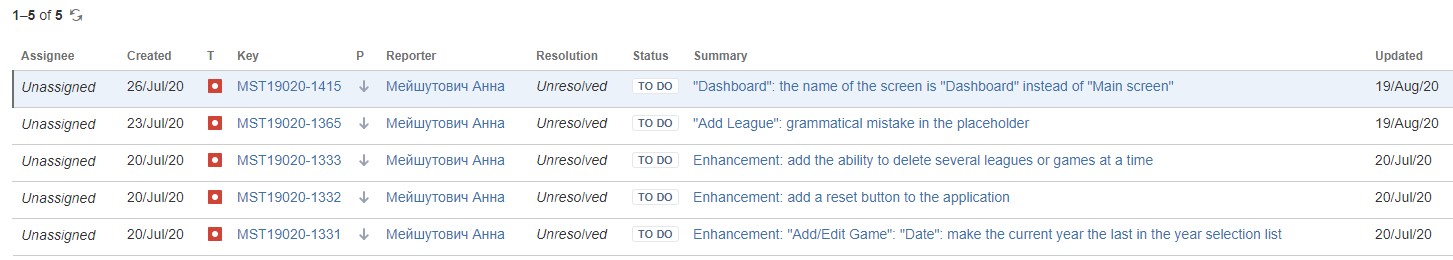 1–5 of 5
Assignee Created T Key P Reporter Resolution Status Summary Updated
Unassigned 26/Jul/20 MST19020-1415 Мейшутович Анна Unresolved TO DO "Dashboard": the name of the screen is "Dashboard" instead of "Main screen" 19/Aug/20
Unassigned 23/Jul/20 MST19020-1365 Мейшутович Анна Unresolved TO DO "Add League": grammatical mistake in the placeholder 19/Aug/20
Unassigned 20/Jul/20 MST19020-1333 Мейшутович Анна Unresolved TO DO Enhancement: add the ability to delete several leagues or games at a time 20/Jul/20
Unassigned 20/Jul/20 MST19020-1332 Мейшутович Анна Unresolved TO DO Enhancement: add a reset button to the application 20/Jul/20
Unassigned 20/Jul/20 MST19020-1331 Мейшутович Анна Unresolved TO DO Enhancement: "Add/Edit Game": "Date": make the current year the last in the year selection list 20/Jul/20